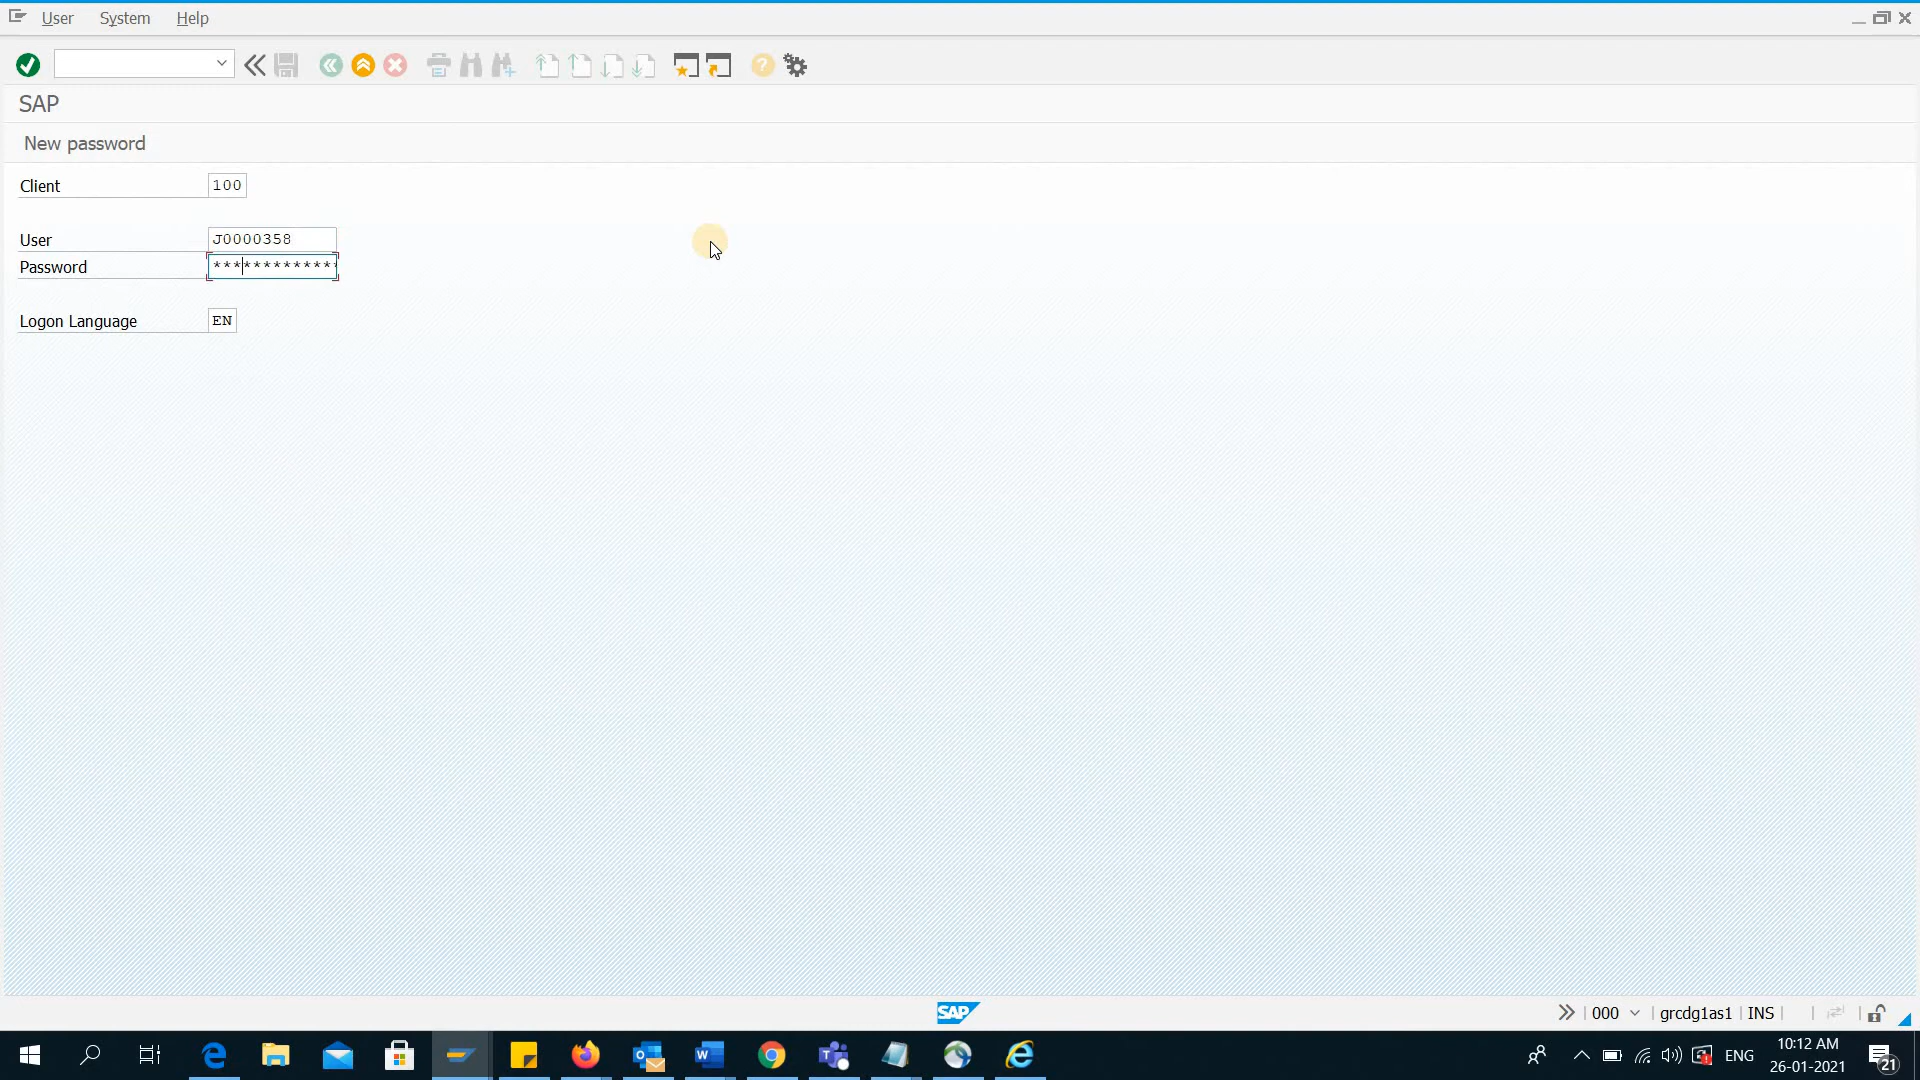 User System Help
SAP
New password
Client 100
User J0000358
Password *************
Logon Language EN
SAP
000 grcdg1as1 INS
ENG
10:12 AM
26-01-2021
21